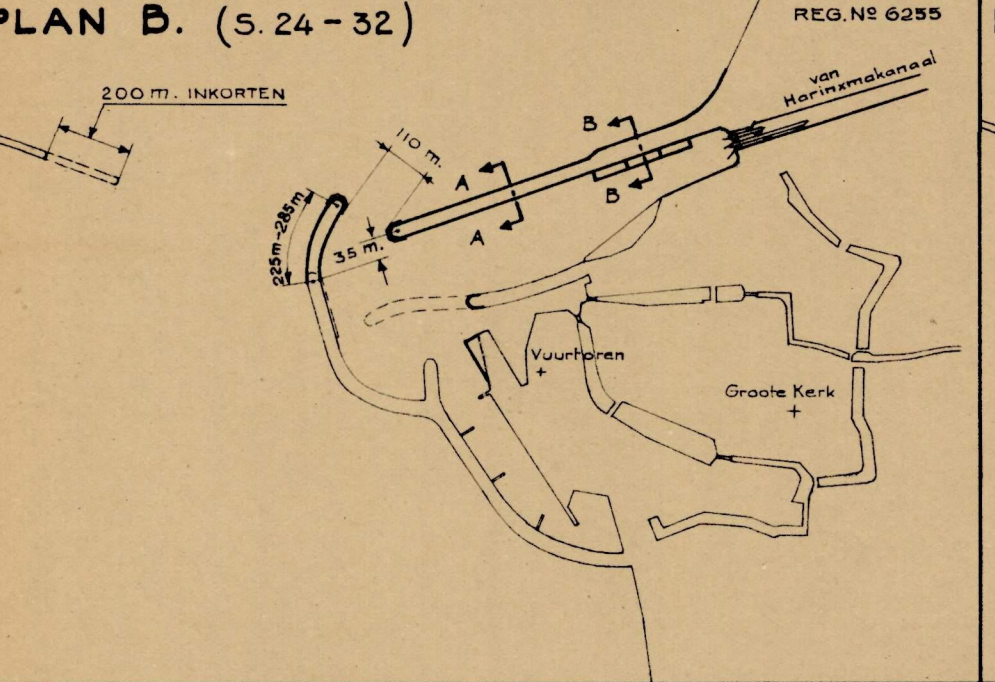 PLAN B. (S. 24 - 32)
REG. Nº 6255
200 m. INKORTEN
van
Harinxmakanaal
110 m.
B
A
B
A
225m-285m
35 m.
Vuurtoren
Groote Kerk